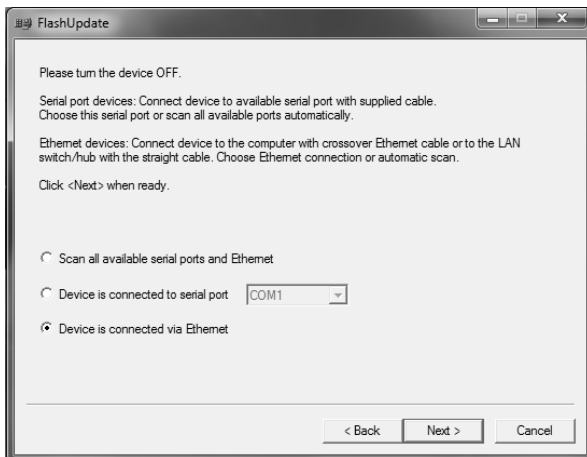 FlashUpdate
Please turn the device OFF.
Serial port devices: Connect device to available serial port with supplied cable.
Choose this serial port or scan all available ports automatically.
Ethernet devices: Connect device to the computer with crossover Ethernet cable or to the LAN
switch/hub with the straight cable. Choose Ethernet connection or automatic scan.
Click <Next> when ready.
Scan all available serial ports and Ethernet
Device is connected to serial port COM1
Device is connected via Ethernet
< Back Next > Cancel